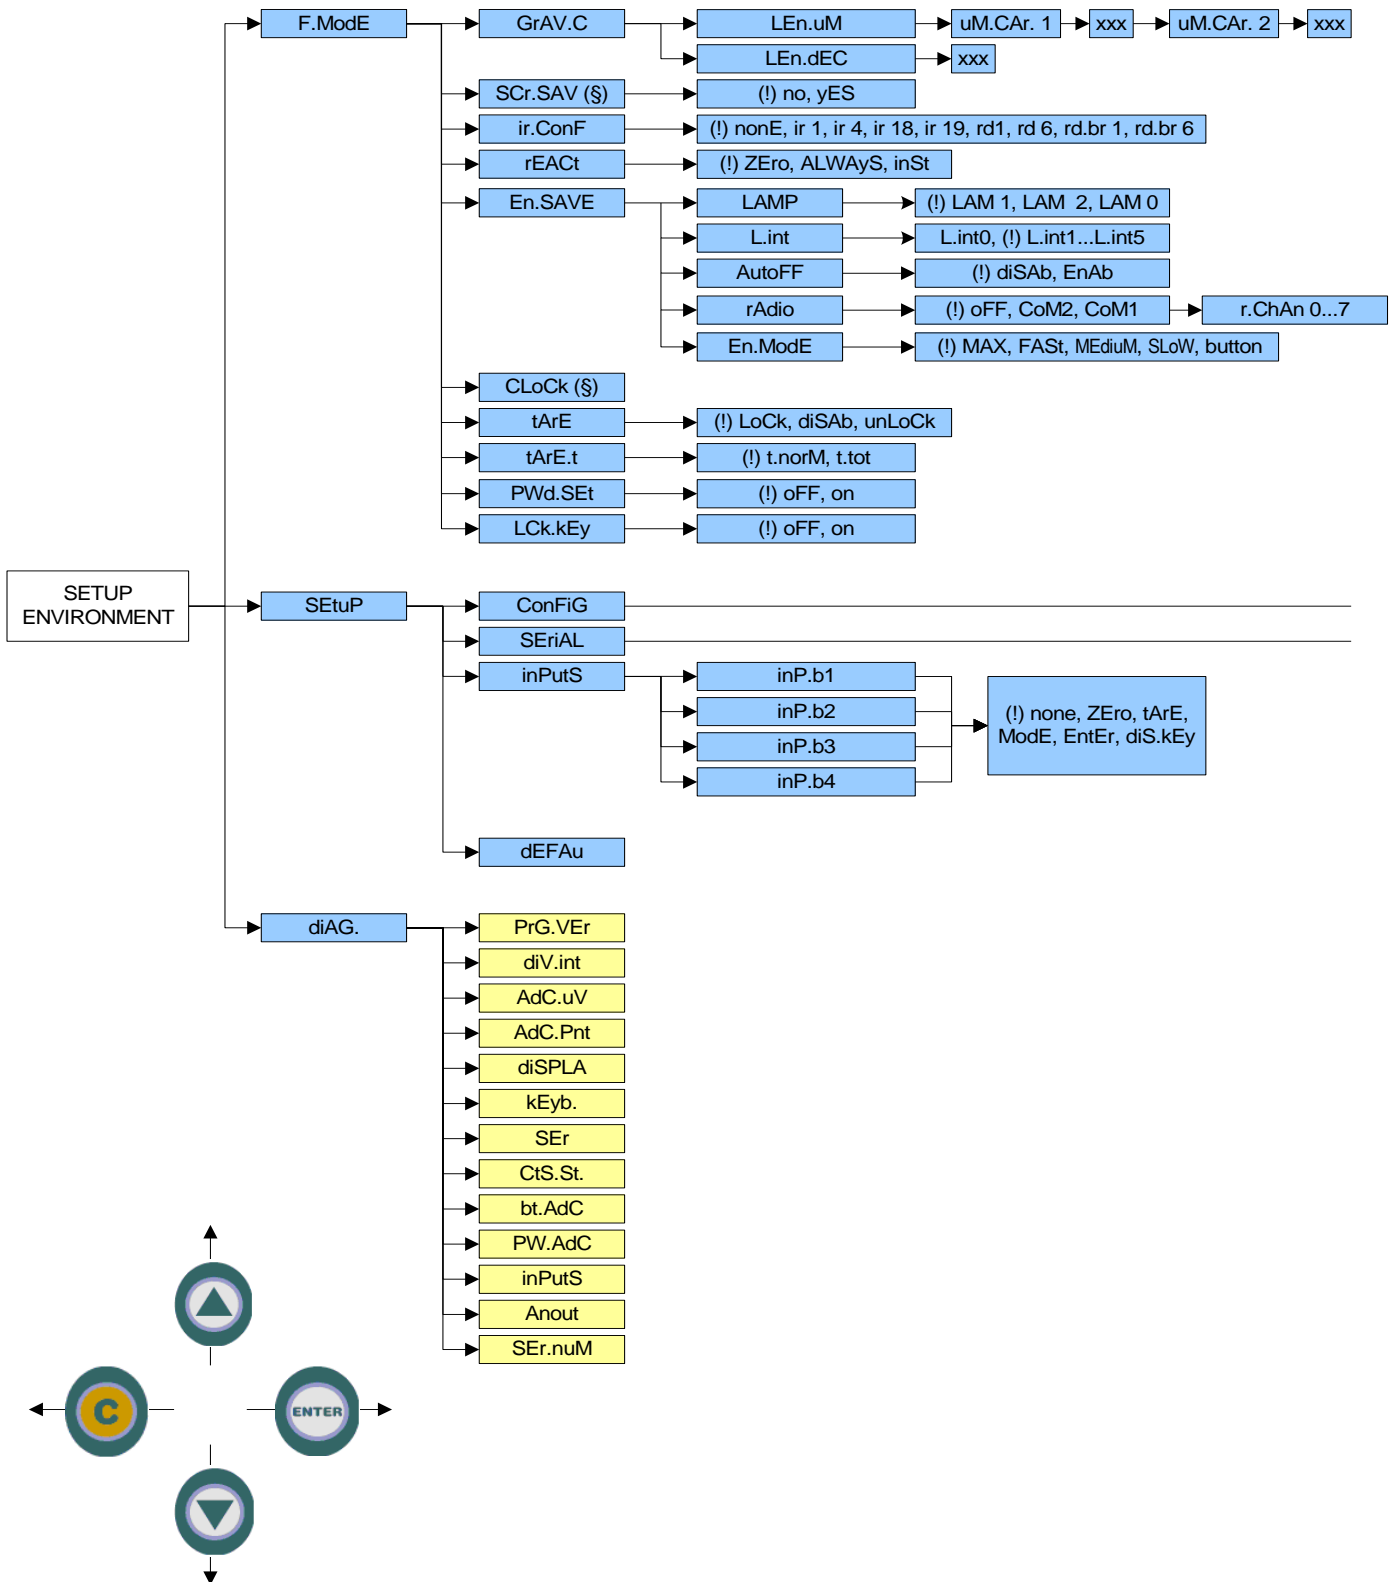 F.ModE
GrAV.C
LEn.uM
uM.CAr. 1
xxx
uM.CAr. 2
xxx
LEn.dEC
xxx
SCr.SAV (§)
(!) no, yES
ir.ConF
(!) nonE, ir 1, ir 4, ir 18, ir 19, rd1, rd 6, rd.br 1, rd.br 6
rEACt
(!) ZEro, ALWAyS, inSt
En.SAVE
LAMP
(!) LAM 1, LAM  2, LAM 0
L.int
L.int0, (!) L.int1...L.int5
AutoFF
(!) diSAb, EnAb
rAdio
(!) oFF, CoM2, CoM1
r.ChAn 0...7
En.ModE
(!) MAX, FASt, MEdiuM, SLoW, button
CLoCk (§)
tArE
(!) LoCk, diSAb, unLoCk
tArE.t
(!) t.norM, t.tot
PWd.SEt
(!) oFF, on
LCk.kEy
(!) oFF, on
SETUP
ENVIRONMENT
SEtuP
ConFiG
SEriAL
inPutS
inP.b1
inP.b2
inP.b3
inP.b4
(!) none, ZEro, tArE,
ModE, EntEr, diS.kEy
dEFAu
diAG.
PrG.VEr
diV.int
AdC.uV
AdC.Pnt
diSPLA
kEyb.
SEr
CtS.St.
bt.AdC
PW.AdC
inPutS
Anout
SEr.nuM
C
ENTER